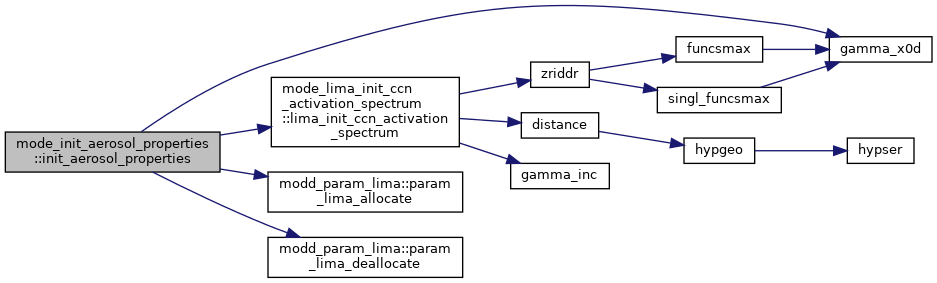 mode_init_aerosol_properties
::init_aerosol_properties
mode_lima_init_ccn
_activation_spectrum
::lima_init_ccn_activation
_spectrum
modd_param_lima::param
_lima_allocate
modd_param_lima::param
_lima_deallocate
zriddr
distance
gamma_inc
funcsmax
singl_funcsmax
hypgeo
gamma_x0d
hypser